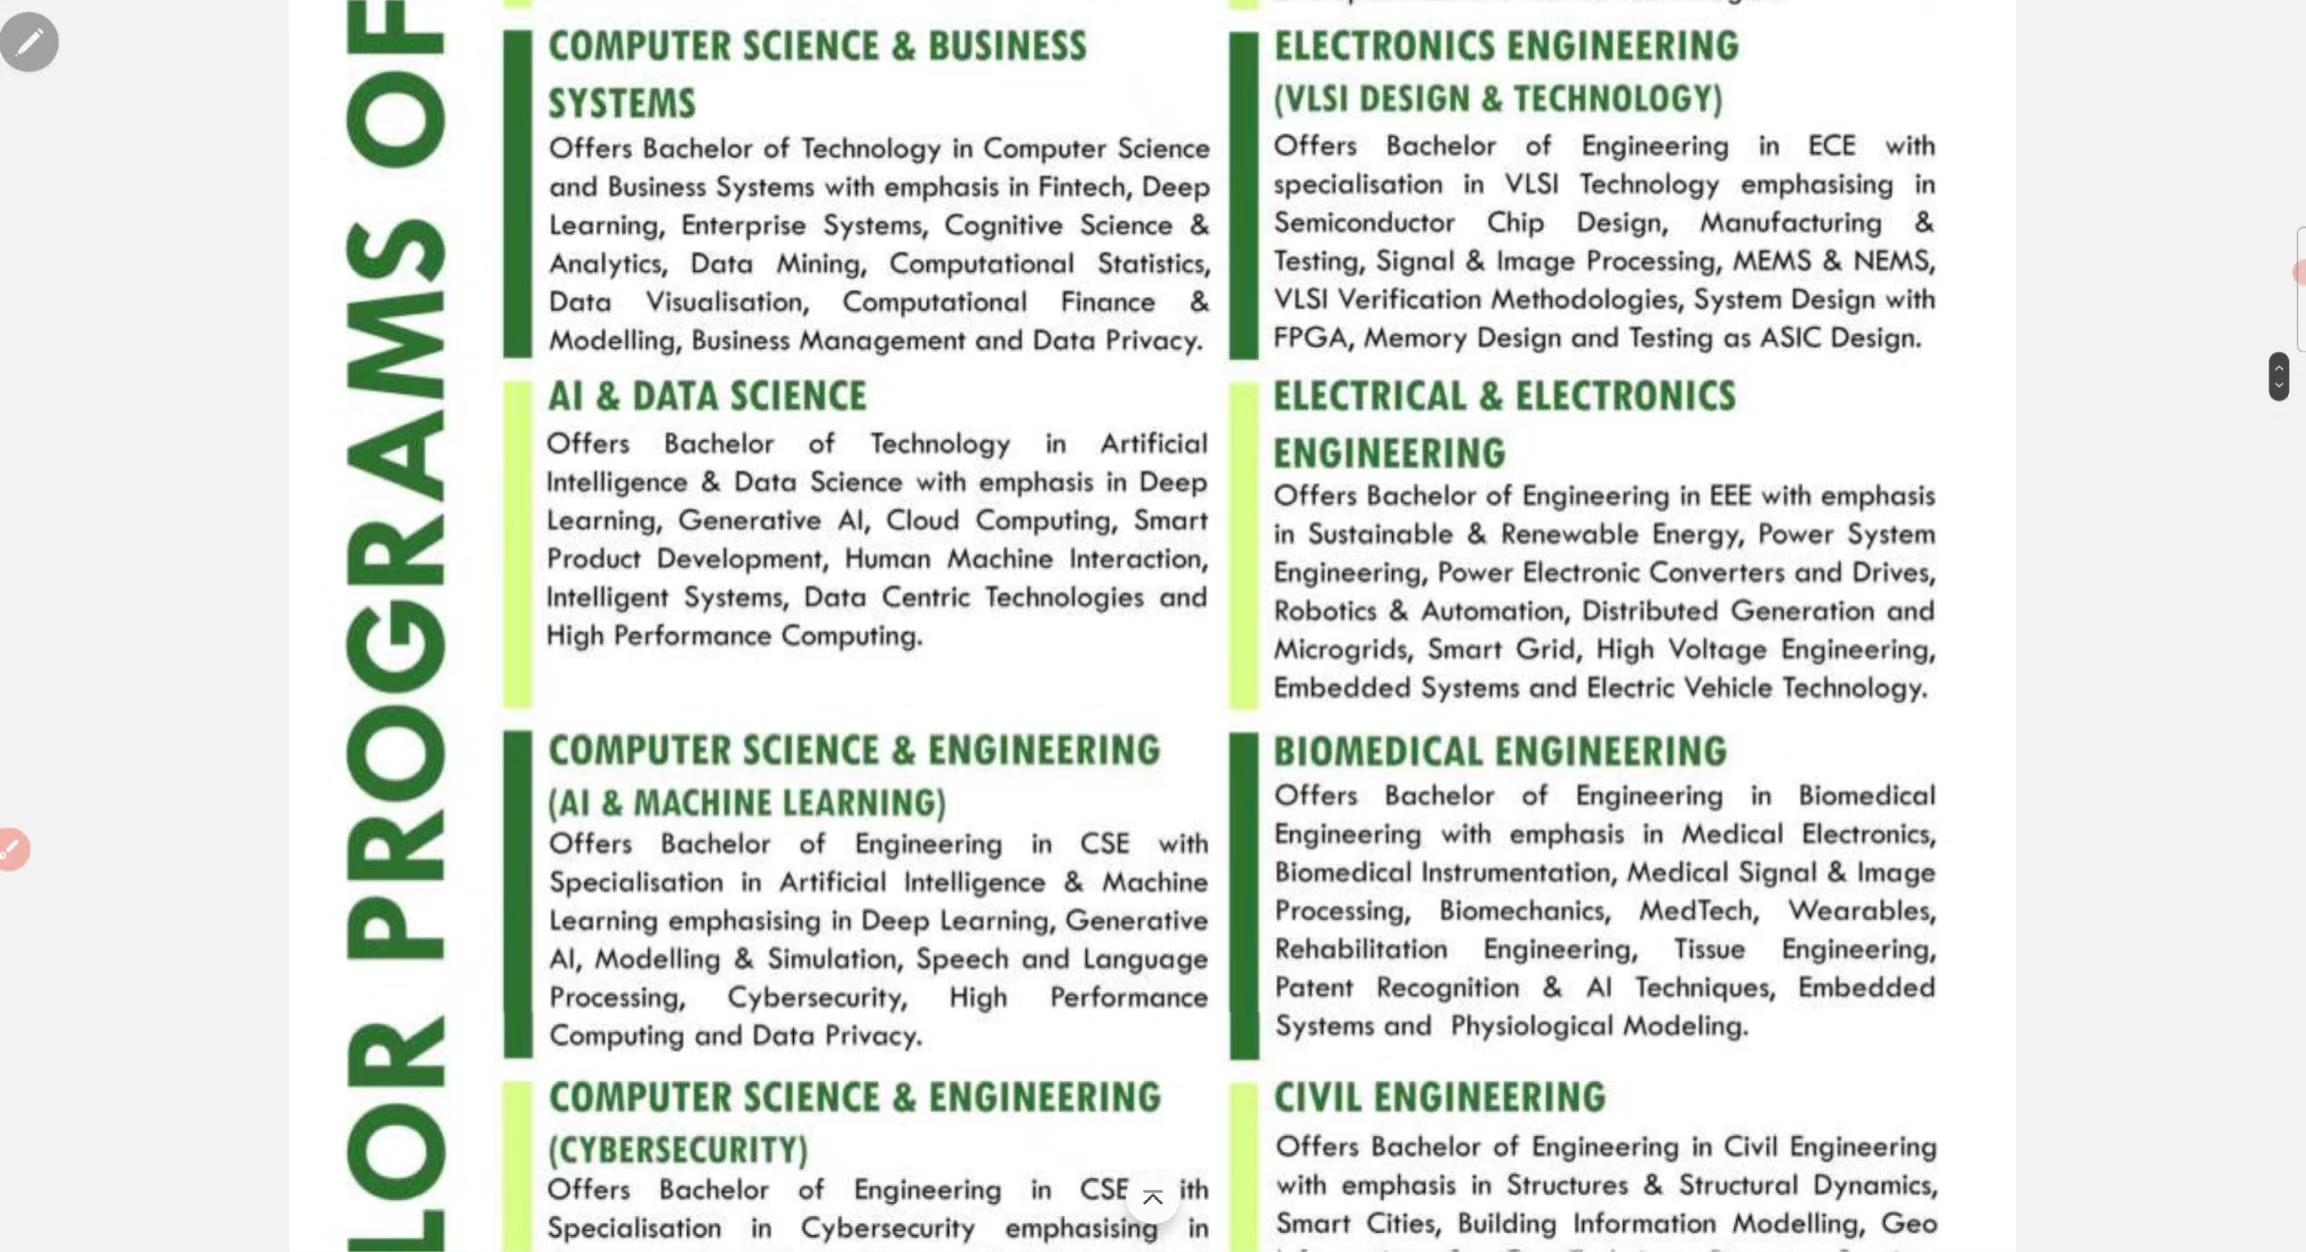 LOR PROGRAMS OF
COMPUTER SCIENCE & BUSINESS
SYSTEMS
Offers Bachelor of Technology in Computer Science
and Business Systems with emphasis in Fintech, Deep
Learning, Enterprise Systems, Cognitive Science &
Analytics, Data Mining, Computational Statistics,
Data Visualisation, Computational Finance &
Modelling, Business Management and Data Privacy.
AI & DATA SCIENCE
Offers Bachelor of Technology in Artificial
Intelligence & Data Science with emphasis in Deep
Learning, Generative AI, Cloud Computing, Smart
Product Development, Human Machine Interaction,
Intelligent Systems, Data Centric Technologies and
High Performance Computing.
COMPUTER SCIENCE & ENGINEERING
(AI & MACHINE LEARNING)
Offers Bachelor of Engineering in CSE with
Specialisation in Artificial Intelligence & Machine
Learning emphasising in Deep Learning, Generative
AI, Modelling & Simulation, Speech and Language
Processing, Cybersecurity, High Performance
Computing and Data Privacy.
COMPUTER SCIENCE & ENGINEERING
(CYBERSECURITY)
Offers Bachelor of Engineering in CSE ith
Specialisation in Cybersecurity emphasising in
ELECTRONICS ENGINEERING
(VLSI DESIGN & TECHNOLOGY)
Offers Bachelor of Engineering in ECE with
specialisation in VLSI Technology emphasising in
Semiconductor Chip Design, Manufacturing &
Testing, Signal & Image Processing, MEMS & NEMS,
VLSI Verification Methodologies, System Design with
FPGA, Memory Design and Testing as ASIC Design.
ELECTRICAL & ELECTRONICS
ENGINEERING
Offers Bachelor of Engineering in EEE with emphasis
in Sustainable & Renewable Energy, Power System
Engineering, Power Electronic Converters and Drives,
Robotics & Automation, Distributed Generation and
Microgrids, Smart Grid, High Voltage Engineering,
Embedded Systems and Electric Vehicle Technology.
BIOMEDICAL ENGINEERING
Offers Bachelor of Engineering in Biomedical
Engineering with emphasis in Medical Electronics,
Biomedical Instrumentation, Medical Signal & Image
Processing, Biomechanics, MedTech, Wearables,
Rehabilitation Engineering, Tissue Engineering,
Patent Recognition & AI Techniques, Embedded
Systems and Physiological Modeling.
CIVIL ENGINEERING
Offers Bachelor of Engineering in Civil Engineering
with emphasis in Structures & Structural Dynamics,
Smart Cities, Building Information Modelling, Geo